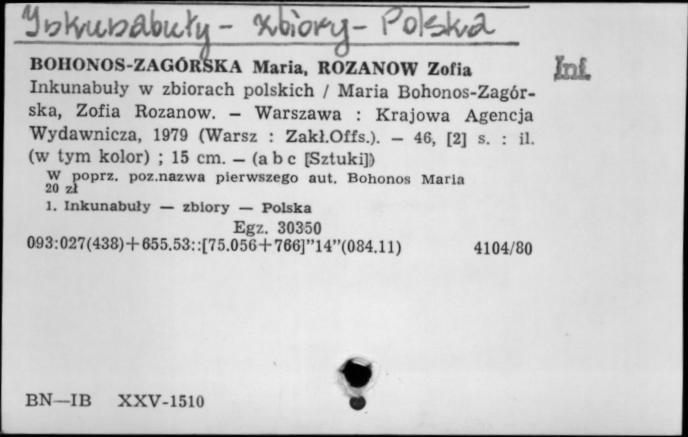 Inkunabuły - zbiory - Polska
BOHONOS-ZAGÓRSKA Maria, ROZANOW Zofia
Inf.
Inkunabuły w zbiorach polskich / Maria Bohonos-Zagór-
ska, Zofia Rozanow. — Warszawa : Krajowa Agencja
Wydawnicza, 1979 (Warsz : Zakł.Offs.). — 46, [2] s. : il.
(w tym kolor) ; 15 cm. — (a b c [Sztuki])
W poprz. poz.nazwa pierwszego aut. Bohonos Maria
20 zł
1. Inkunabuły — zbiory — Polska
Egz. 30350
093:027(438)+655.53::[75.056+766]”14”(084.11) 4104/80
BN—IB XXV-1510